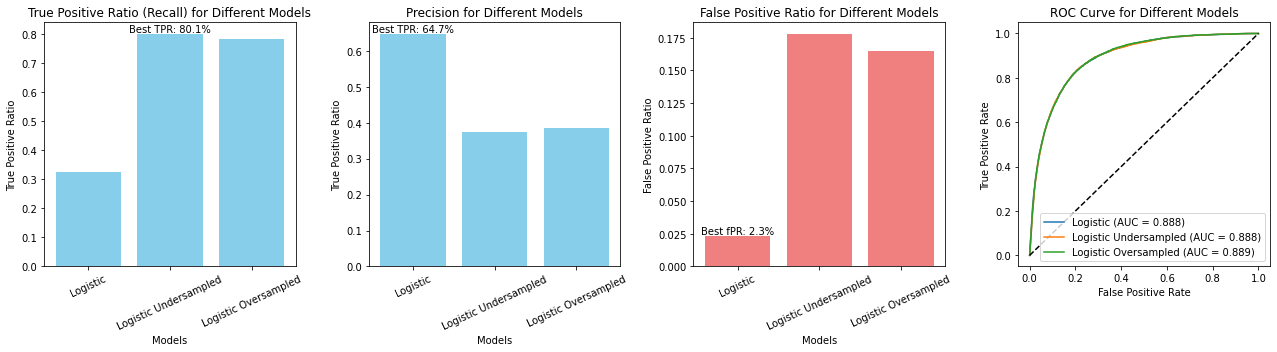 True Positive Ratio (Recall) for Different Models
Best TPR: 80.1%
True Positive Ratio
0.8
0.7
0.6
0.5
0.4
0.3
0.2
0.1
0.0
Logistic
Logistic Undersampled
Logistic Oversampled
Models
Precision for Different Models
Best TPR: 64.7%
True Positive Ratio
0.6
0.5
0.4
0.3
0.2
0.1
0.0
Logistic
Logistic Undersampled
Logistic Oversampled
Models
False Positive Ratio for Different Models
False Positive Ratio
0.175
0.150
0.125
0.100
0.075
0.050
0.025
0.000
Best fPR: 2.3%
Logistic
Logistic Undersampled
Logistic Oversampled
Models
ROC Curve for Different Models
True Positive Rate
1.0
0.8
0.6
0.4
0.2
0.0
Logistic (AUC = 0.888)
Logistic Undersampled (AUC = 0.888)
Logistic Oversampled (AUC = 0.889)
0.0 0.2 0.4 0.6 0.8 1.0
False Positive Rate